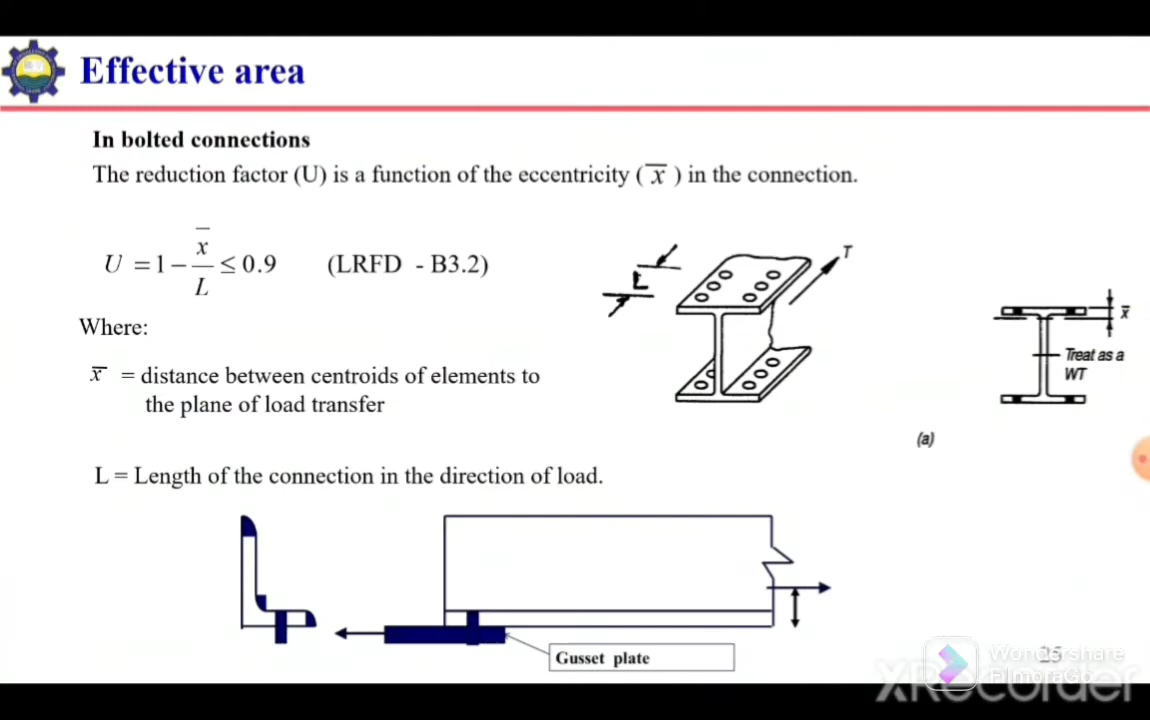 Effective area
In bolted connections
The reduction factor (U) is a function of the eccentricity ( x̅ ) in the connection.
U = 1 − x̅/L ≤ 0.9 (LRFD - B3.2)
Where:
x̅ = distance between centroids of elements to
the plane of load transfer
L = Length of the connection in the direction of load.
L
T
x̅
Treat as a
WT
(a)
Gusset plate
25
Wondershare
FilmoraGo
XRecorder